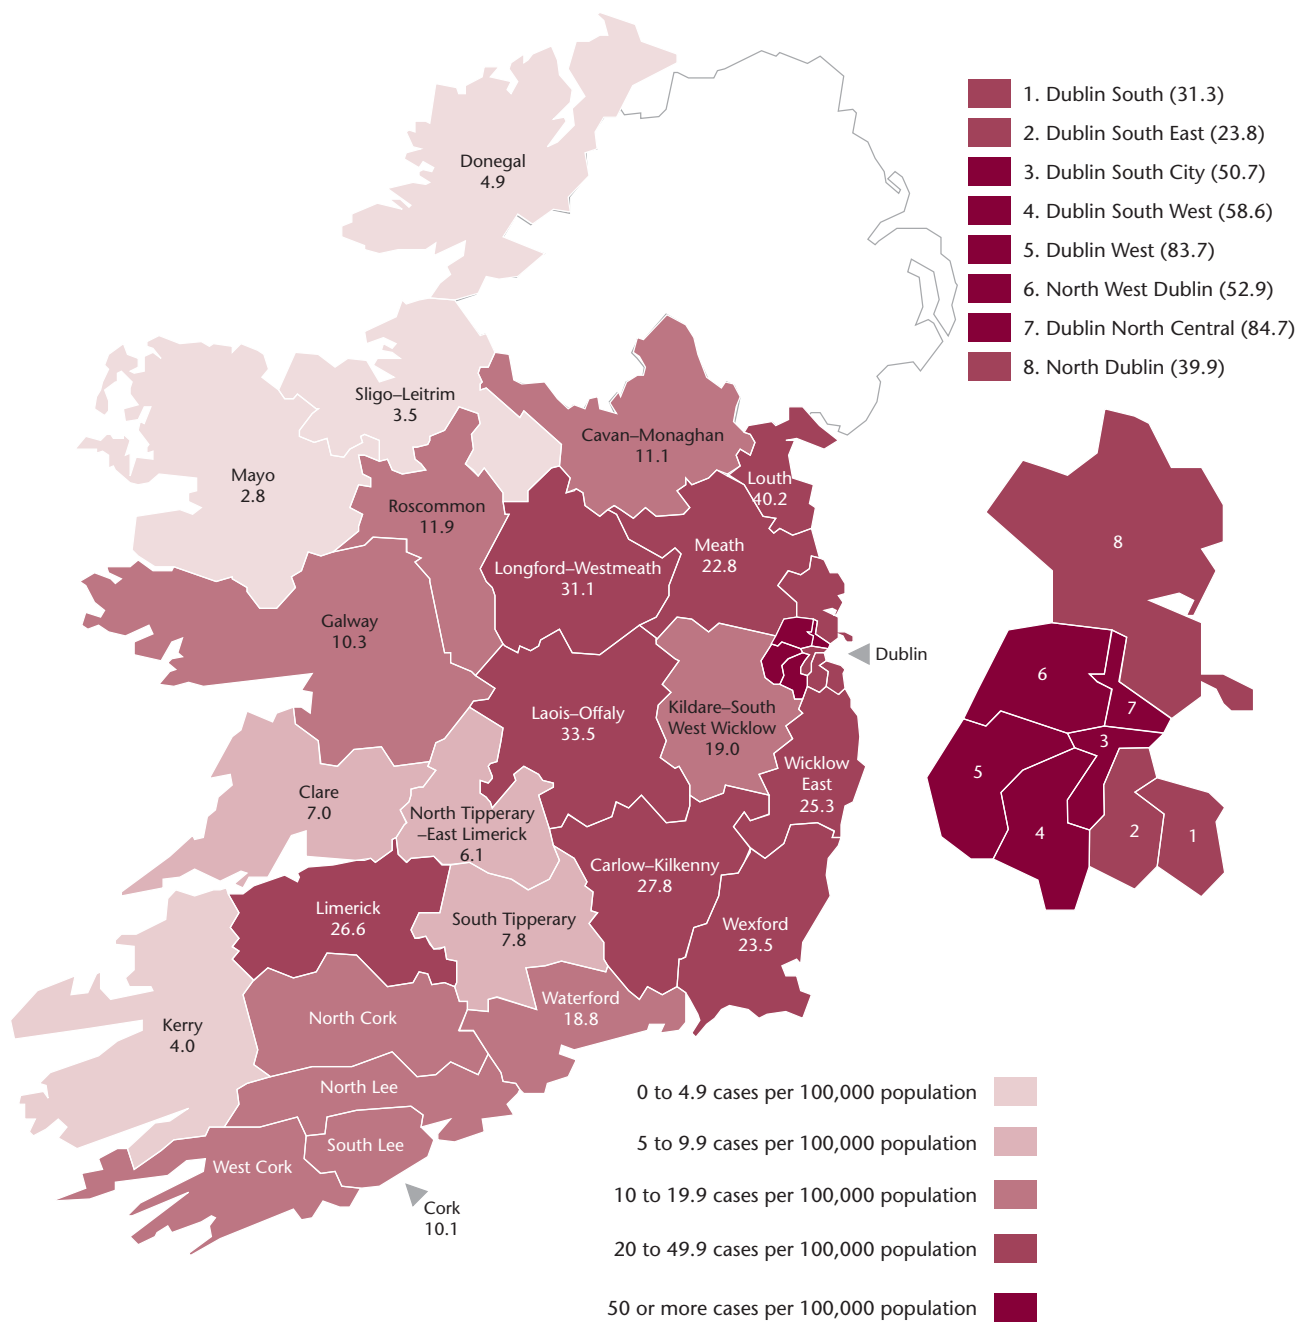 1. Dublin South (31.3)
2. Dublin South East (23.8)
3. Dublin South City (50.7)
4. Dublin South West (58.6)
5. Dublin West (83.7)
6. North West Dublin (52.9)
7. Dublin North Central (84.7)
8. North Dublin (39.9)
Donegal
4.9
Sligo–Leitrim
3.5
Cavan–Monaghan
11.1
Louth
40.2
Mayo
2.8
Roscommon
11.9
Longford–Westmeath
31.1
Meath
22.8
Galway
10.3
Dublin
Laois–Offaly
33.5
Kildare–South
West Wicklow
19.0
Wicklow
East
25.3
Clare
7.0
North Tipperary
–East Limerick
6.1
Carlow–Kilkenny
27.8
Limerick
26.6
South Tipperary
7.8
Wexford
23.5
Waterford
18.8
Kerry
4.0
North Cork
North Lee
South Lee
West Cork
Cork
10.1
8
6
7
3
5
4
2
1
0 to 4.9 cases per 100,000 population
5 to 9.9 cases per 100,000 population
10 to 19.9 cases per 100,000 population
20 to 49.9 cases per 100,000 population
50 or more cases per 100,000 population